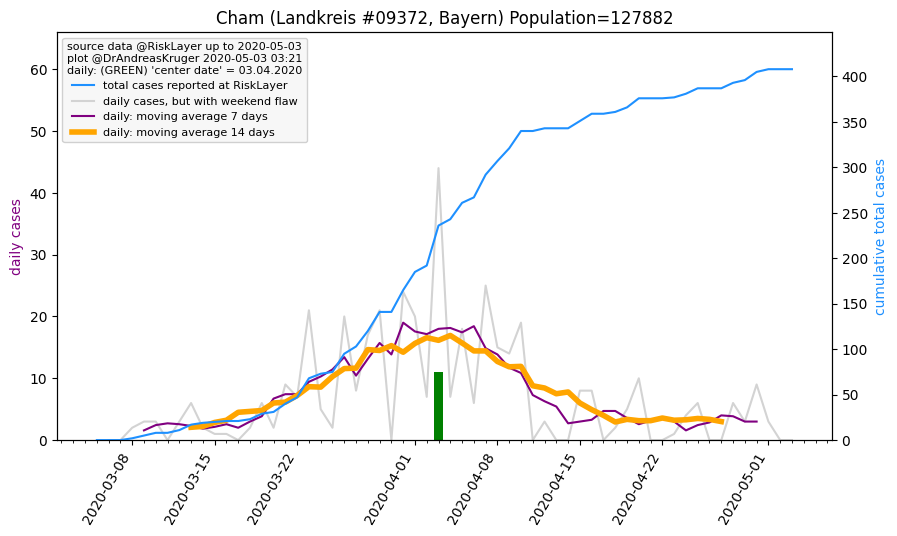 Cham (Landkreis #09372, Bayern) Population=127882
source data @RiskLayer up to 2020-05-03
plot @DrAndreasKruger 2020-05-03 03:21
daily: (GREEN) 'center date' = 03.04.2020
total cases reported at RiskLayer
daily cases, but with weekend flaw
daily: moving average 7 days
daily: moving average 14 days
daily cases
60
50
40
30
20
10
0
400
350
300
250
200
150
100
50
0
cumulative total cases
2020-03-08
2020-03-15
2020-03-22
2020-04-01
2020-04-08
2020-04-15
2020-04-22
2020-05-01